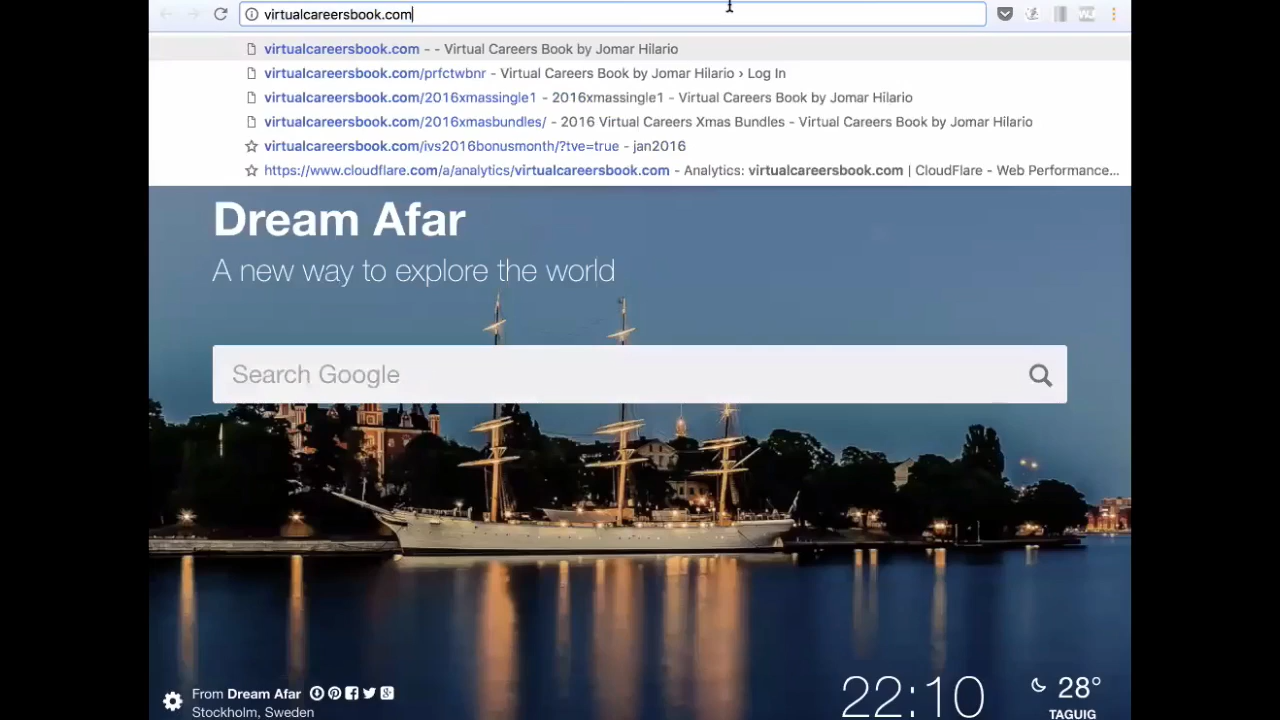 virtualcareersbook.com
virtualcareersbook.com - - Virtual Careers Book by Jomar Hilario
virtualcareersbook.com/prfctwbnr - Virtual Careers Book by Jomar Hilario › Log In
virtualcareersbook.com/2016xmassingle1 - 2016xmassingle1 - Virtual Careers Book by Jomar Hilario
virtualcareersbook.com/2016xmasbundles/ - 2016 Virtual Careers Xmas Bundles - Virtual Careers Book by Jomar Hilario
virtualcareersbook.com/ivs2016bonusmonth/?tve=true - jan2016
https://www.cloudflare.com/a/analytics/virtualcareersbook.com - Analytics: virtualcareersbook.com | CloudFlare - Web Performance...
Dream Afar
A new way to explore the world
Search Google
From Dream Afar
Stockholm, Sweden
22:10
28°
TAGUIG